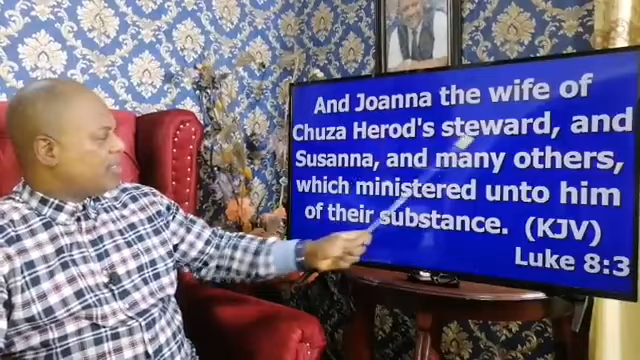 And Joanna the wife of
Chuza Herod's steward, and
Susanna, and many others,
which ministered unto him
of their substance. (KJV)
Luke 8:3